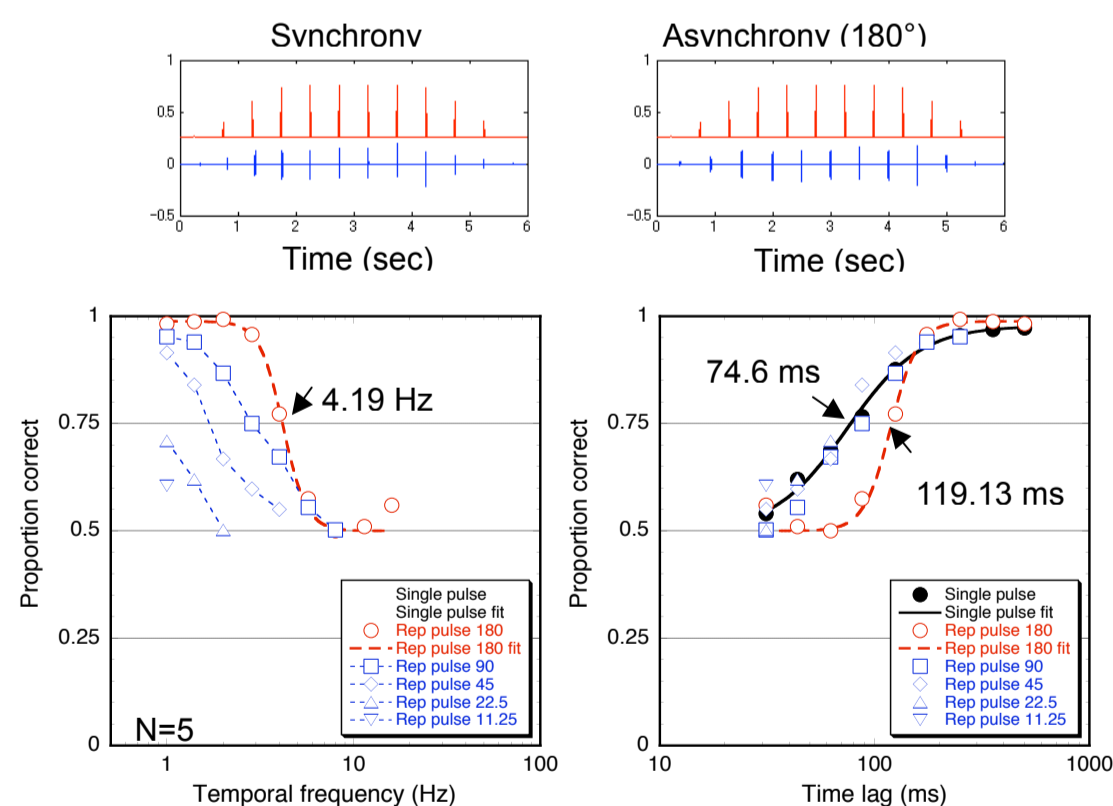 Synchrony
Asynchrony (180°)
1
0.5
0
−0.5
0 1 2 3 4 5 6
Time (sec)
1
0.5
0
−0.5
0 1 2 3 4 5 6
Time (sec)
Proportion correct
1
0.75
0.5
0.25
0
4.19 Hz
N=5
Single pulse
Single pulse fit
Rep pulse 180
Rep pulse 180 fit
Rep pulse 90
Rep pulse 45
Rep pulse 22.5
Rep pulse 11.25
1 10 100
Temporal frequency (Hz)
Proportion correct
1
0.75
0.5
0.25
0
74.6 ms
119.13 ms
Single pulse
Single pulse fit
Rep pulse 180
Rep pulse 180 fit
Rep pulse 90
Rep pulse 45
Rep pulse 22.5
Rep pulse 11.25
10 100 1000
Time lag (ms)